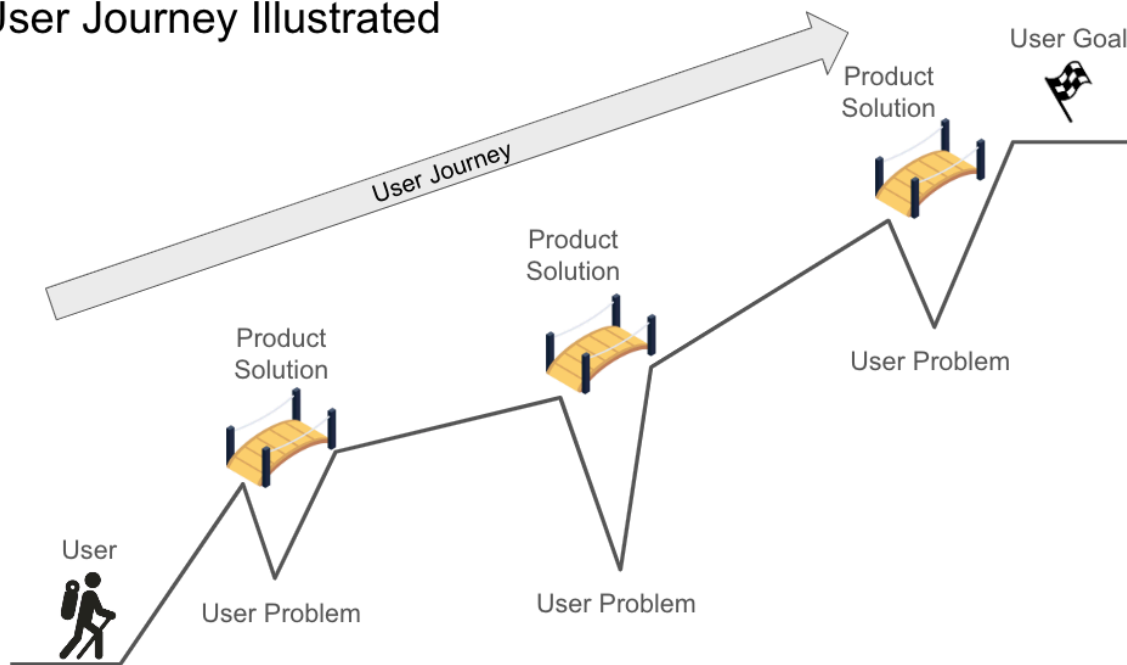 User Journey Illustrated
User Goal
Product
Solution
User Journey
Product
Solution
Product
Solution
User Problem
User
User Problem
User Problem